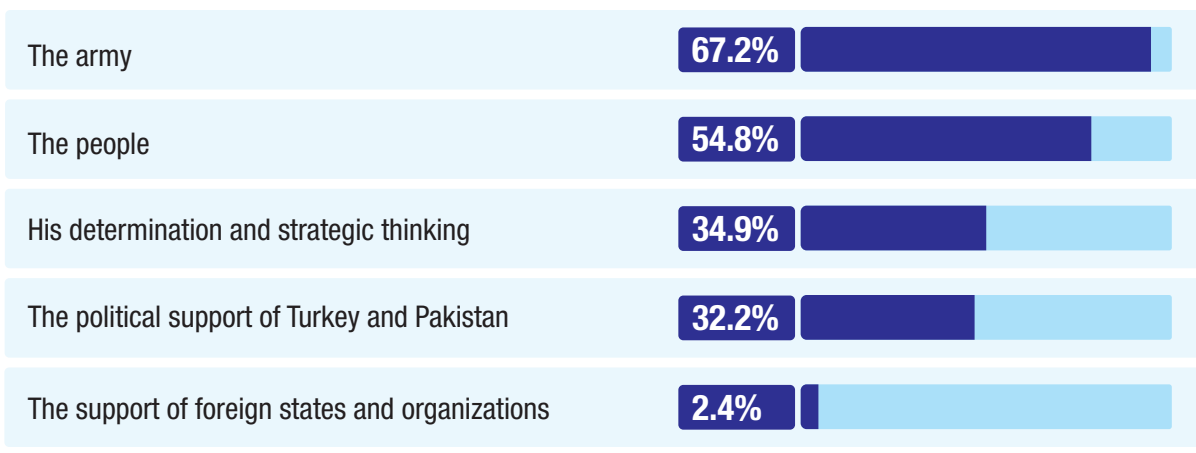 The army 67.2%
The people 54.8%
His determination and strategic thinking 34.9%
The political support of Turkey and Pakistan 32.2%
The support of foreign states and organizations 2.4%